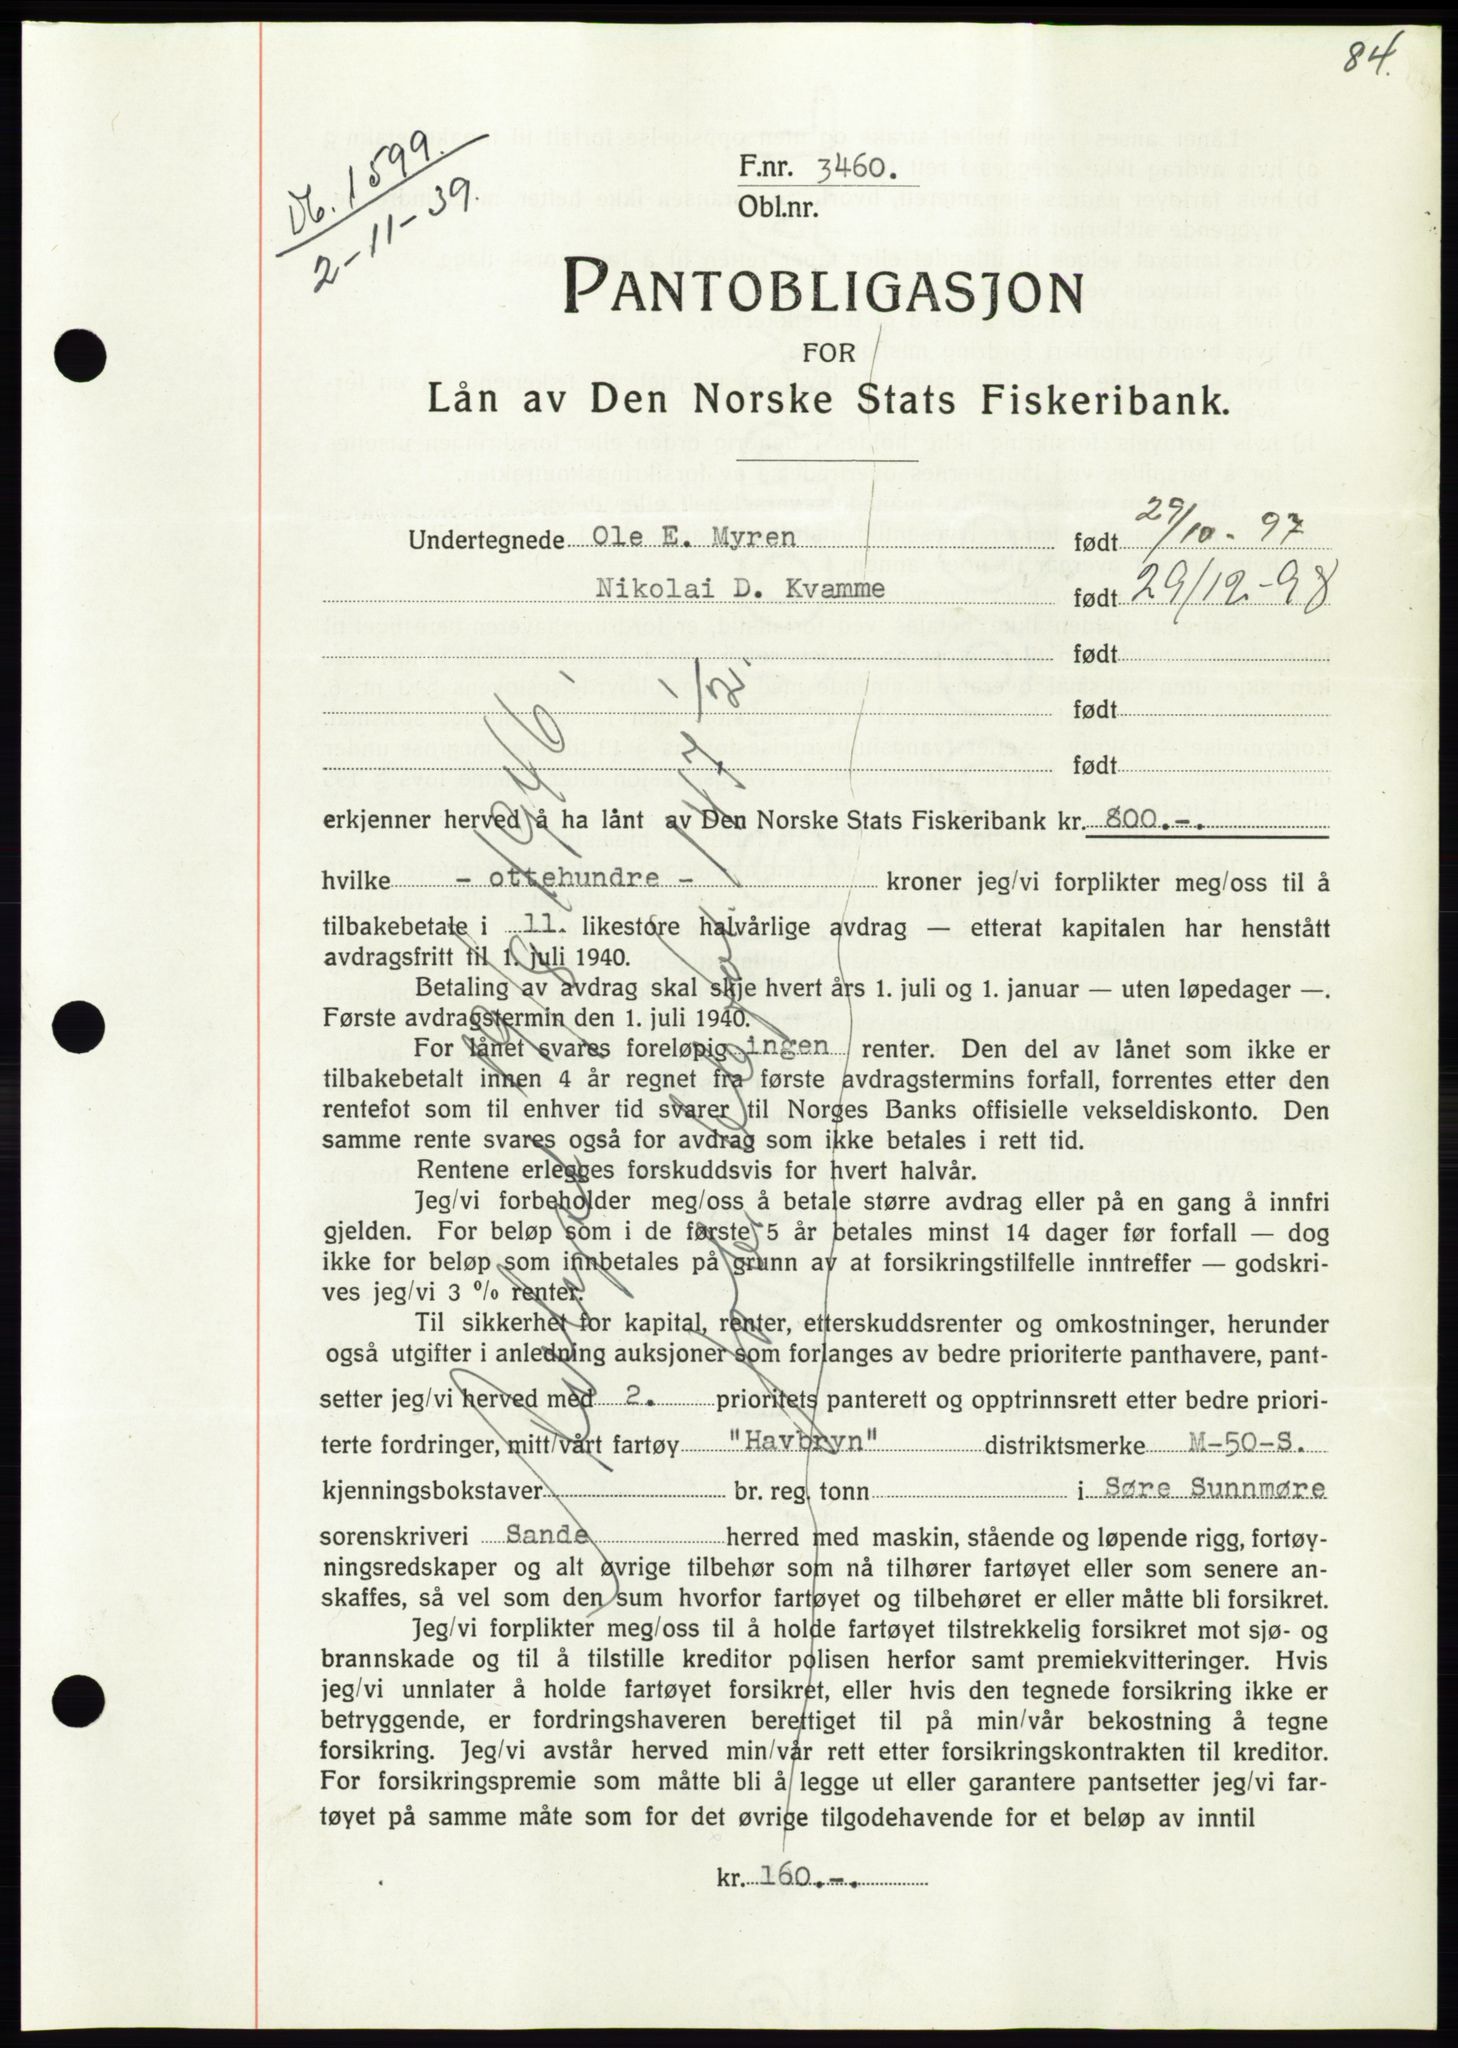 84.
1599.
2-11-39.
F.nr. 3460.
Obl.nr.
PANTOBLIGASJON
FOR
Lån av Den Norske Stats Fiskeribank.
Undertegnede Ole E. Myren født 29/10-97
Nikolai D. Kvamme født 29/12-98
født
født
født
erkjenner herved å ha lånt av Den Norske Stats Fiskeribank kr. 800.-.
hvilke - ottehundre - kroner jeg/vi forplikter meg/oss til å
tilbakebetale i 11. likestore halvårlige avdrag — etterat kapitalen har henstått
avdragsfritt til 1. juli 1940.
Betaling av avdrag skal skje hvert års 1. juli og 1. januar — uten løpedager —.
Første avdragstermin den 1. juli 1940.
For lånet svares foreløpig ingen renter. Den del av lånet som ikke er
tilbakebetalt innen 4 år regnet fra første avdragstermins forfall, forrentes etter den
rentefot som til enhver tid svarer til Norges Banks offisielle vekseldiskonto. Den
samme rente svares også for avdrag som ikke betales i rett tid.
Rentene erlegges forskuddsvis for hvert halvår.
Jeg/vi forbeholder meg/oss å betale større avdrag eller på en gang å innfri
gjelden. For beløp som i de første 5 år betales minst 14 dager før forfall — dog
ikke for beløp som innbetales på grunn av at forsikringstilfelle inntreffer — godskri-
ves jeg/vi 3 % renter.
Til sikkerhet for kapital, renter, etterskuddsrenter og omkostninger, herunder
også utgifter i anledning auksjoner som forlanges av bedre prioriterte panthavere, pant-
setter jeg/vi herved med 2. prioritets panterett og opptrinnsrett etter bedre priori-
terte fordringer, mitt/vårt fartøy "Havbryn" distriktsmerke M-50-S.
kjenningsbokstaver br. reg. tonn i Søre Sunnmøre
sorenskriveri Sande herred med maskin, stående og løpende rigg, fortøy-
ningsredskaper og alt øvrige tilbehør som nå tilhører fartøyet eller som senere an-
skaffes, så vel som den sum hvorfor fartøyet og tilbehøret er eller måtte bli forsikret.
Jeg/vi forplikter meg/oss til å holde fartøyet tilstrekkelig forsikret mot sjø- og
brannskade og til å tilstille kreditor polisen herfor samt premiekvitteringer. Hvis
jeg/vi unnlater å holde fartøyet forsikret, eller hvis den tegnede forsikring ikke er
betryggende, er fordringshaveren berettiget til på min/vår bekostning å tegne
forsikring. Jeg/vi avstår herved min/vår rett etter forsikringskontrakten til kreditor.
For forsikringspremie som måtte bli å legge ut eller garantere pantsetter jeg/vi far-
tøyet på samme måte som for det øvrige tilgodehavende for et beløp av inntil
kr. 160.-.